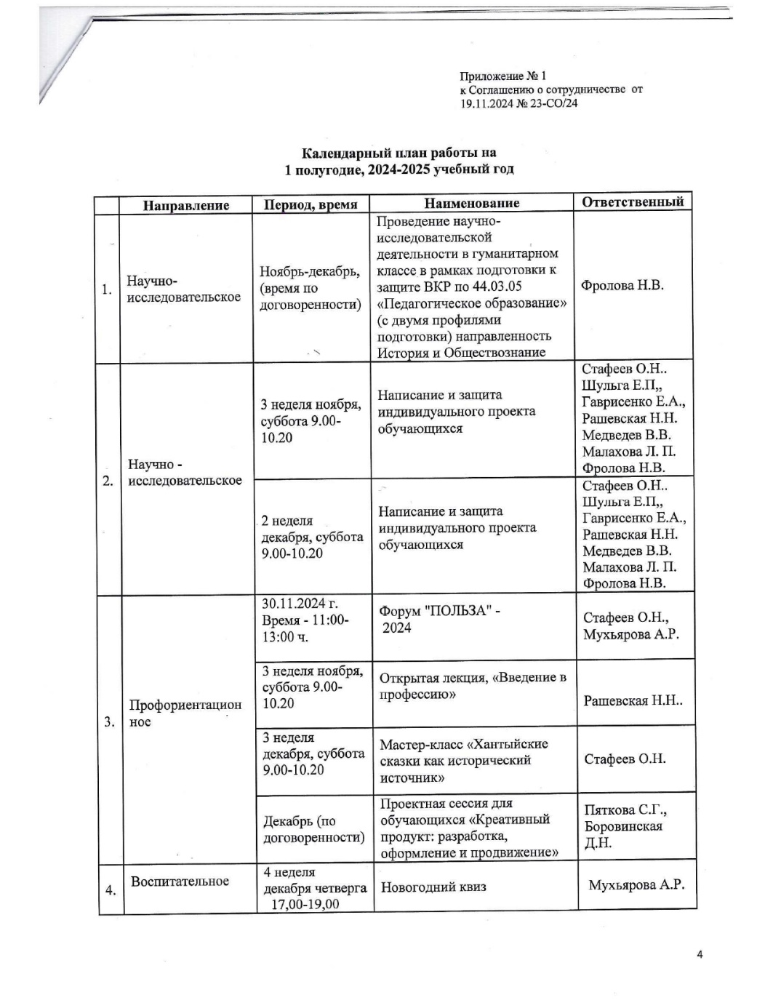 Приложение № 1
к Соглашению о сотрудничестве от
19.11.2024 № 23-СО/24
Календарный план работы на
1 полугодие, 2024-2025 учебный год
Направление
Период, время
Наименование
Ответственный
1.
Научно-
исследовательское
Ноябрь-декабрь,
(время по
договоренности)
Проведение научно-
исследовательской
деятельности в гуманитарном
классе в рамках подготовки к
защите ВКР по 44.03.05
«Педагогическое образование»
(с двумя профилями
подготовки) направленность
История и Обществознание
Фролова Н.В.
2.
Научно -
исследовательское
3 неделя ноября,
суббота 9.00-
10.20
Написание и защита
индивидуального проекта
обучающихся
Стафеев О.Н..
Шульга Е.П,,
Гаврисенко Е.А.,
Рашевская Н.Н.
Медведев В.В.
Малахова Л. П.
Фролова Н.В.
2 неделя
декабря, суббота
9.00-10.20
Написание и защита
индивидуального проекта
обучающихся
Стафеев О.Н..
Шульга Е.П,,
Гаврисенко Е.А.,
Рашевская Н.Н.
Медведев В.В.
Малахова Л. П.
Фролова Н.В.
3.
Профориентацион
ное
30.11.2024 г.
Время - 11:00-
13:00 ч.
Форум "ПОЛЬЗА" -
2024
Стафеев О.Н.,
Мухьярова А.Р.
3 неделя ноября,
суббота 9.00-
10.20
Открытая лекция, «Введение в
профессию»
Рашевская Н.Н..
3 неделя
декабря, суббота
9.00-10.20
Мастер-класс «Хантыйские
сказки как исторический
источник»
Стафеев О.Н.
Декабрь (по
договоренности)
Проектная сессия для
обучающихся «Креативный
продукт: разработка,
оформление и продвижение»
Пяткова С.Г.,
Боровинская
Д.Н.
4.
Воспитательное
4 неделя
декабря четверга
17,00-19,00
Новогодний квиз
Мухьярова А.Р.
4